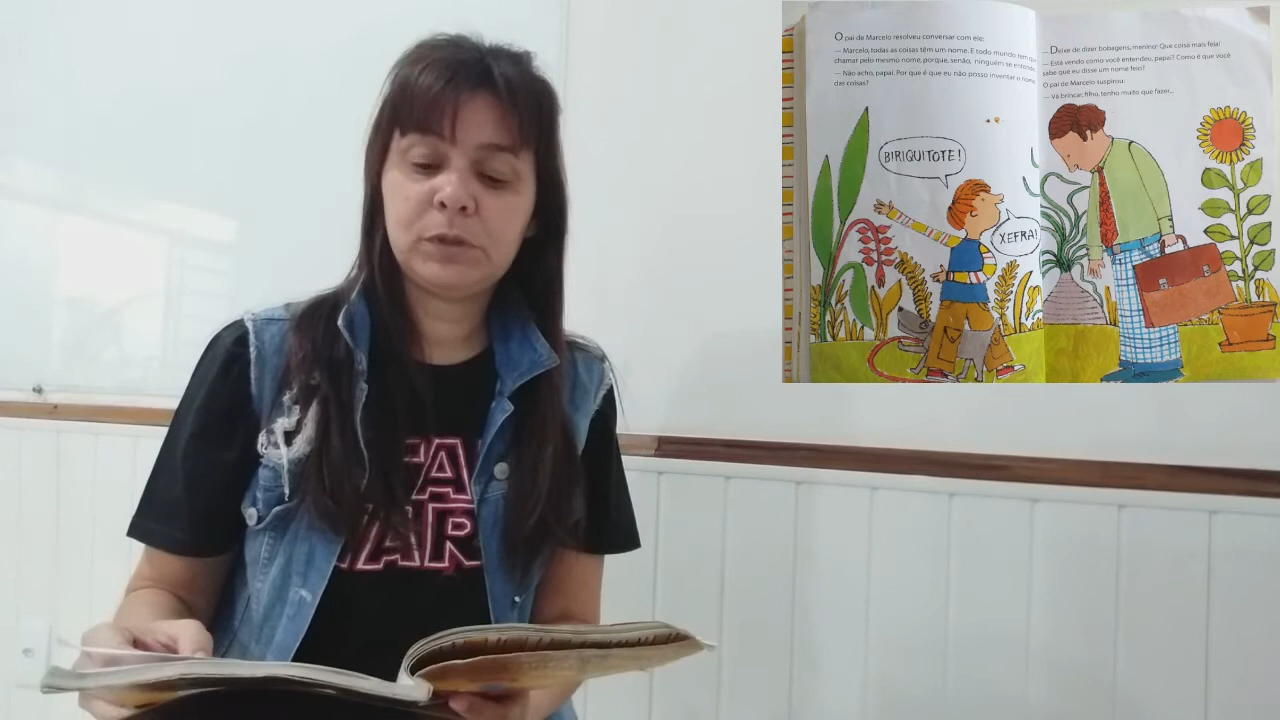 O pai de Marcelo resolveu conversar com ele:
— Marcelo, todas as coisas têm um nome. E todo mundo tem que
chamar pelo mesmo nome, porque, senão, ninguém se entende.
— Não acho, papai. Por que é que eu não posso inventar o nome
das coisas?
BIRIQUITOTE!
XEFRA!
— Deixe de dizer bobagens, menino! Que coisa mais feia!
— Está vendo como você entendeu, papai? Como é que você
sabe que eu disse um nome feio?
O pai de Marcelo suspirou:
— Vá brincar, filho, tenho muito que fazer...
TA
WAR